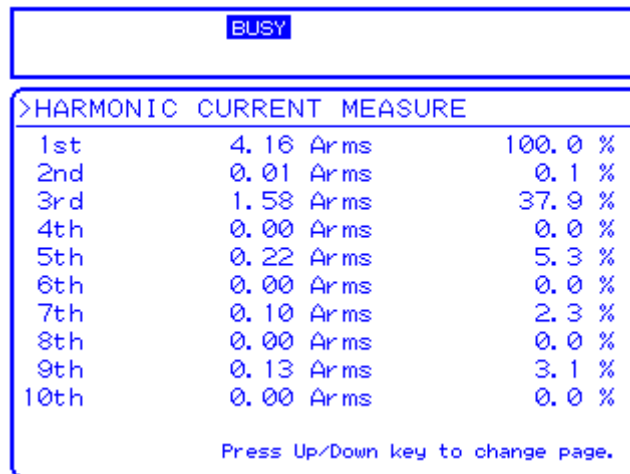 BUSY
>HARMONIC CURRENT MEASURE
1st 4.16 Arms 100.0 %
2nd 0.01 Arms 0.1 %
3rd 1.58 Arms 37.9 %
4th 0.00 Arms 0.0 %
5th 0.22 Arms 5.3 %
6th 0.00 Arms 0.0 %
7th 0.10 Arms 2.3 %
8th 0.00 Arms 0.0 %
9th 0.13 Arms 3.1 %
10th 0.00 Arms 0.0 %
Press Up/Down key to change page.